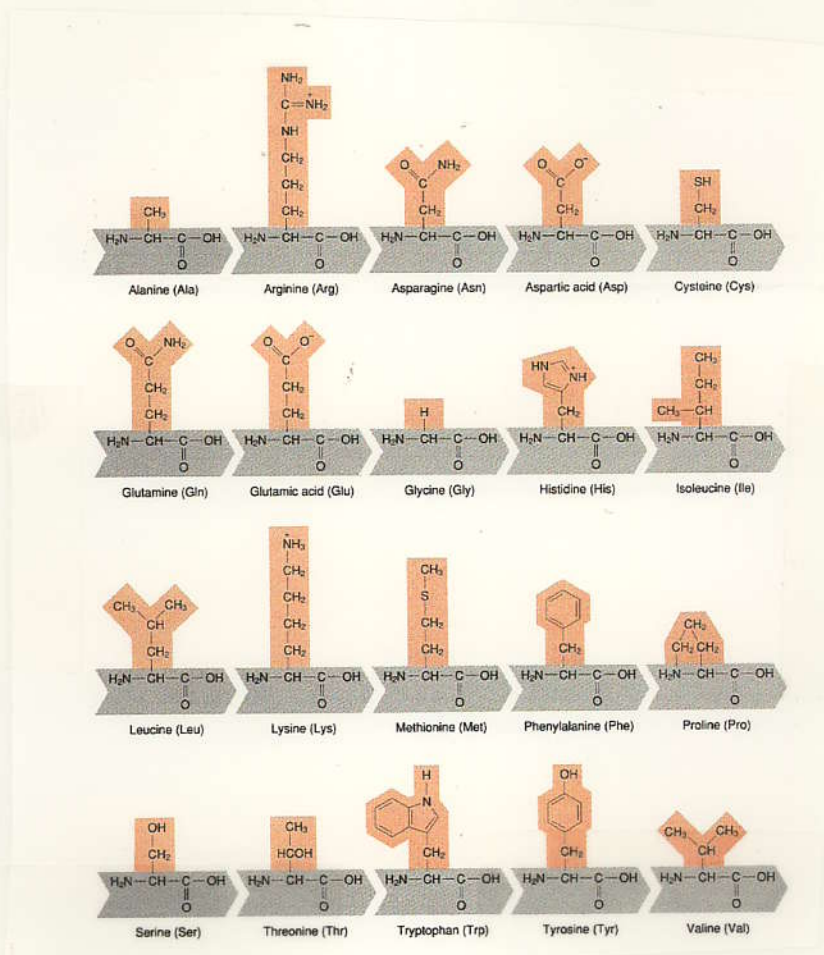 NH₂
C=NH₂⁺
NH
CH₂
CH₂
CH₂
O NH₂
C
CH₂
O O⁻
C
CH₂
SH
CH₂
CH₃
H₂N—CH—C—OH
O
H₂N—CH—C—OH
O
H₂N—CH—C—OH
O
H₂N—CH—C—OH
O
H₂N—CH—C—OH
O
Alanine (Ala) Arginine (Arg) Asparagine (Asn) Aspartic acid (Asp) Cysteine (Cys)
O NH₂
C
CH₂
CH₂
O O⁻
C
CH₂
CH₂
H
HN NH⁺
CH₂
CH₃
CH₂
CH₃—CH
H₂N—CH—C—OH
O
H₂N—CH—C—OH
O
H₂N—CH—C—OH
O
H₂N—CH—C—OH
O
H₂N—CH—C—OH
O
Glutamine (Gln) Glutamic acid (Glu) Glycine (Gly) Histidine (His) Isoleucine (Ile)
CH₃ CH₃
CH
CH₂
NH₃⁺
CH₂
CH₂
CH₂
CH₂
CH₃
S
CH₂
CH₂
CH₂
CH₂
CH₂ CH₂
H₂N—CH—C—OH
O
H₂N—CH—C—OH
O
H₂N—CH—C—OH
O
H₂N—CH—C—OH
O
H₂N CH—C—OH
O
Leucine (Leu) Lysine (Lys) Methionine (Met) Phenylalanine (Phe) Proline (Pro)
OH
CH₂
CH₃
HCOH
H
N
CH₂
OH
CH₂
CH₃ CH₃
CH
H₂N—CH—C—OH
O
H₂N—CH—C—OH
O
H₂N—CH—C—OH
O
H₂N—CH—C—OH
O
H₂N—CH—C—OH
O
Serine (Ser) Threonine (Thr) Tryptophan (Trp) Tyrosine (Tyr) Valine (Val)